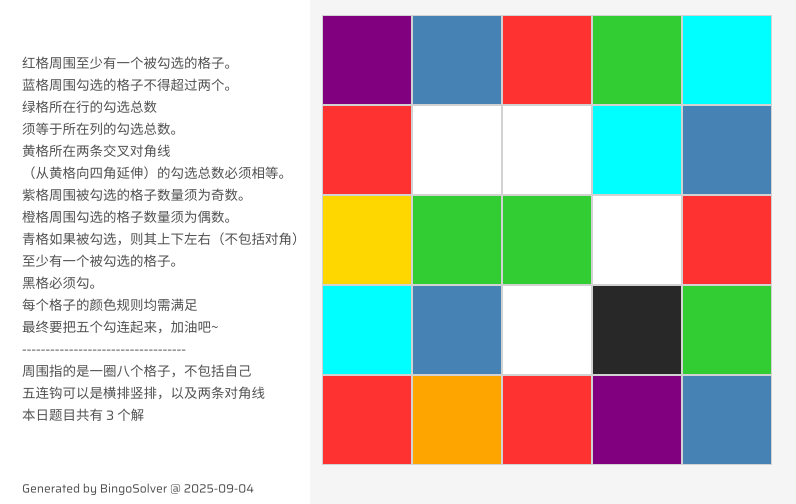 红格周围至少有一个被勾选的格子。
蓝格周围勾选的格子不得超过两个。
绿格所在行的勾选总数
须等于所在列的勾选总数。
黄格所在两条交叉对角线
（从黄格向四角延伸）的勾选总数必须相等。
紫格周围被勾选的格子数量须为奇数。
橙格周围勾选的格子数量须为偶数。
青格如果被勾选，则其上下左右（不包括对角）
至少有一个被勾选的格子。
黑格必须勾。
每个格子的颜色规则均需满足
最终要把五个勾连起来，加油吧~
---------------------------------
周围指的是一圈八个格子，不包括自己
五连钩可以是横排竖排，以及两条对角线
本日题目共有 3 个解
Generated by BingoSolver @ 2025-09-04